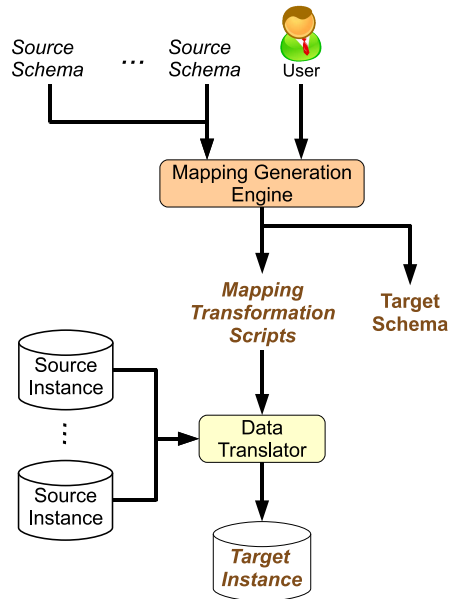 Source
Schema
...
Source
Schema
User
Mapping Generation
Engine
Mapping
Transformation
Scripts
Target
Schema
Source
Instance
...
Source
Instance
Data
Translator
Target
Instance